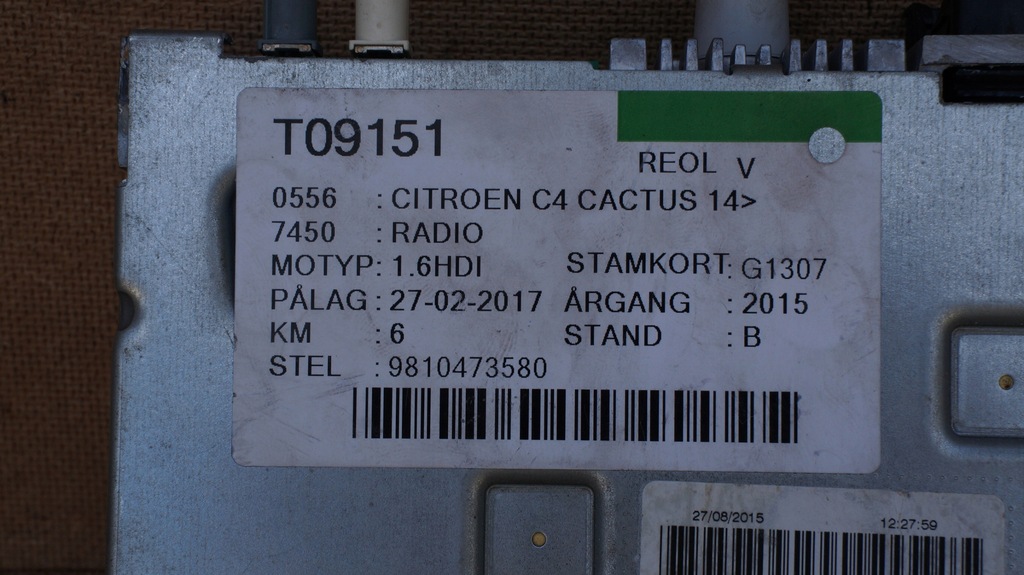 T09151
REOL V
0556 : CITROEN C4 CACTUS 14>
7450 : RADIO
MOTYP: 1.6HDI STAMKORT: G1307
PÅLAG : 27-02-2017 ÅRGANG : 2015
KM : 6 STAND : B
STEL : 9810473580
27/08/2015 12:27:59